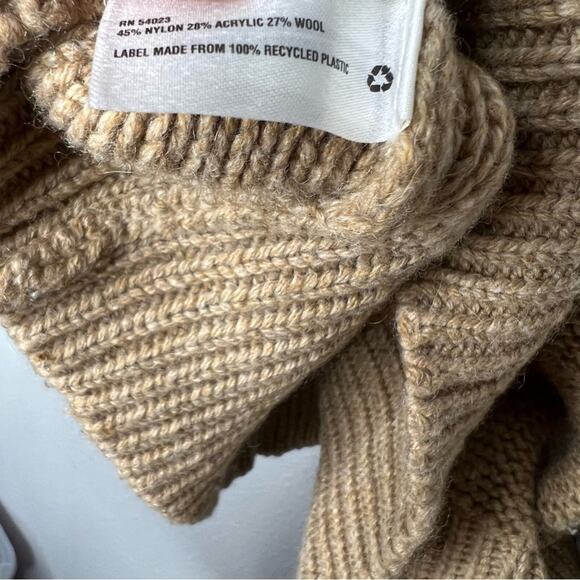 RN 54023
45% NYLON 28% ACRYLIC 27% WOOL
LABEL MADE FROM 100% RECYCLED PLASTIC